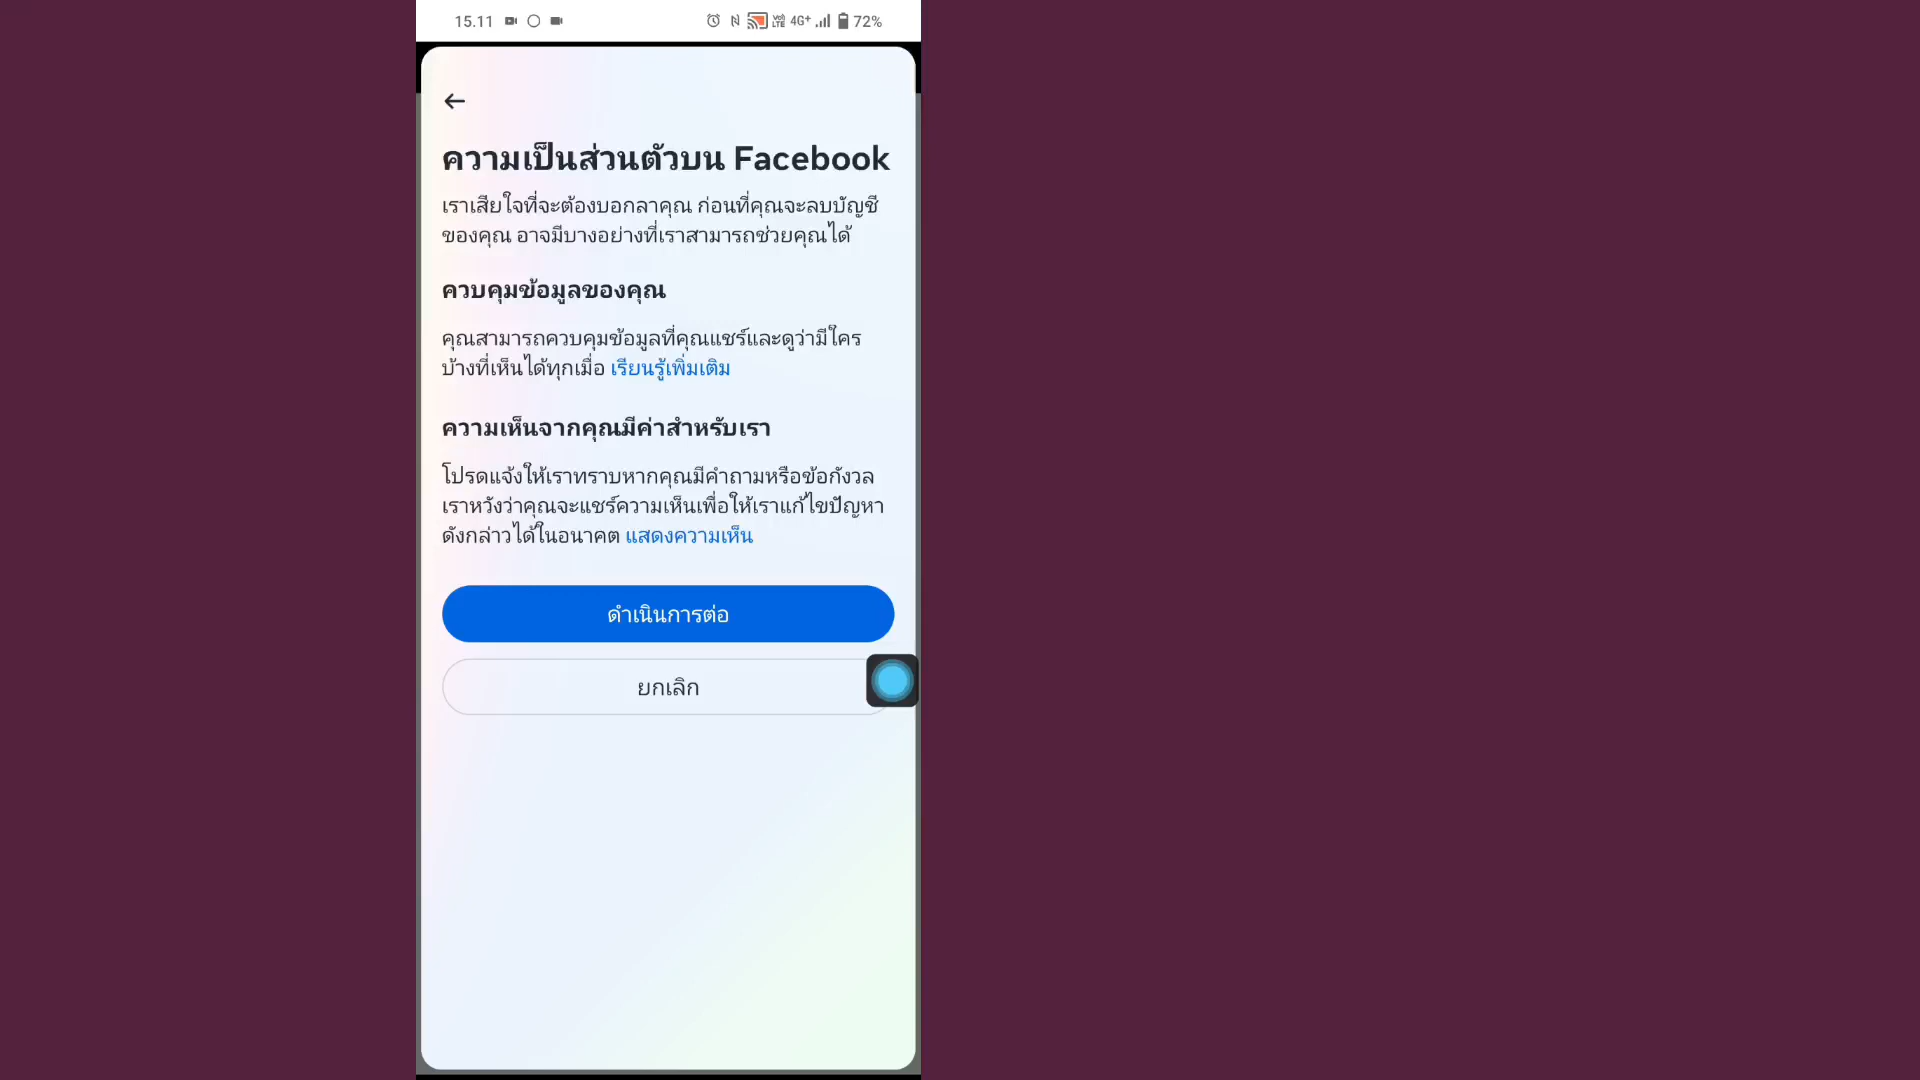 15.11
4G+ 72%
ความเป็นส่วนตัวบน Facebook
เราเสียใจที่จะต้องบอกลาคุณ ก่อนที่คุณจะลบบัญชี
ของคุณ อาจมีบางอย่างที่เราสามารถช่วยคุณได้
ควบคุมข้อมูลของคุณ
คุณสามารถควบคุมข้อมูลที่คุณแชร์และดูว่ามีใคร
บ้างที่เห็นได้ทุกเมื่อ เรียนรู้เพิ่มเติม
ความเห็นจากคุณมีค่าสำหรับเรา
โปรดแจ้งให้เราทราบหากคุณมีคำถามหรือข้อกังวล
เราหวังว่าคุณจะแชร์ความเห็นเพื่อให้เราแก้ไขปัญหา
ดังกล่าวได้ในอนาคต แสดงความเห็น
ดำเนินการต่อ
ยกเลิก